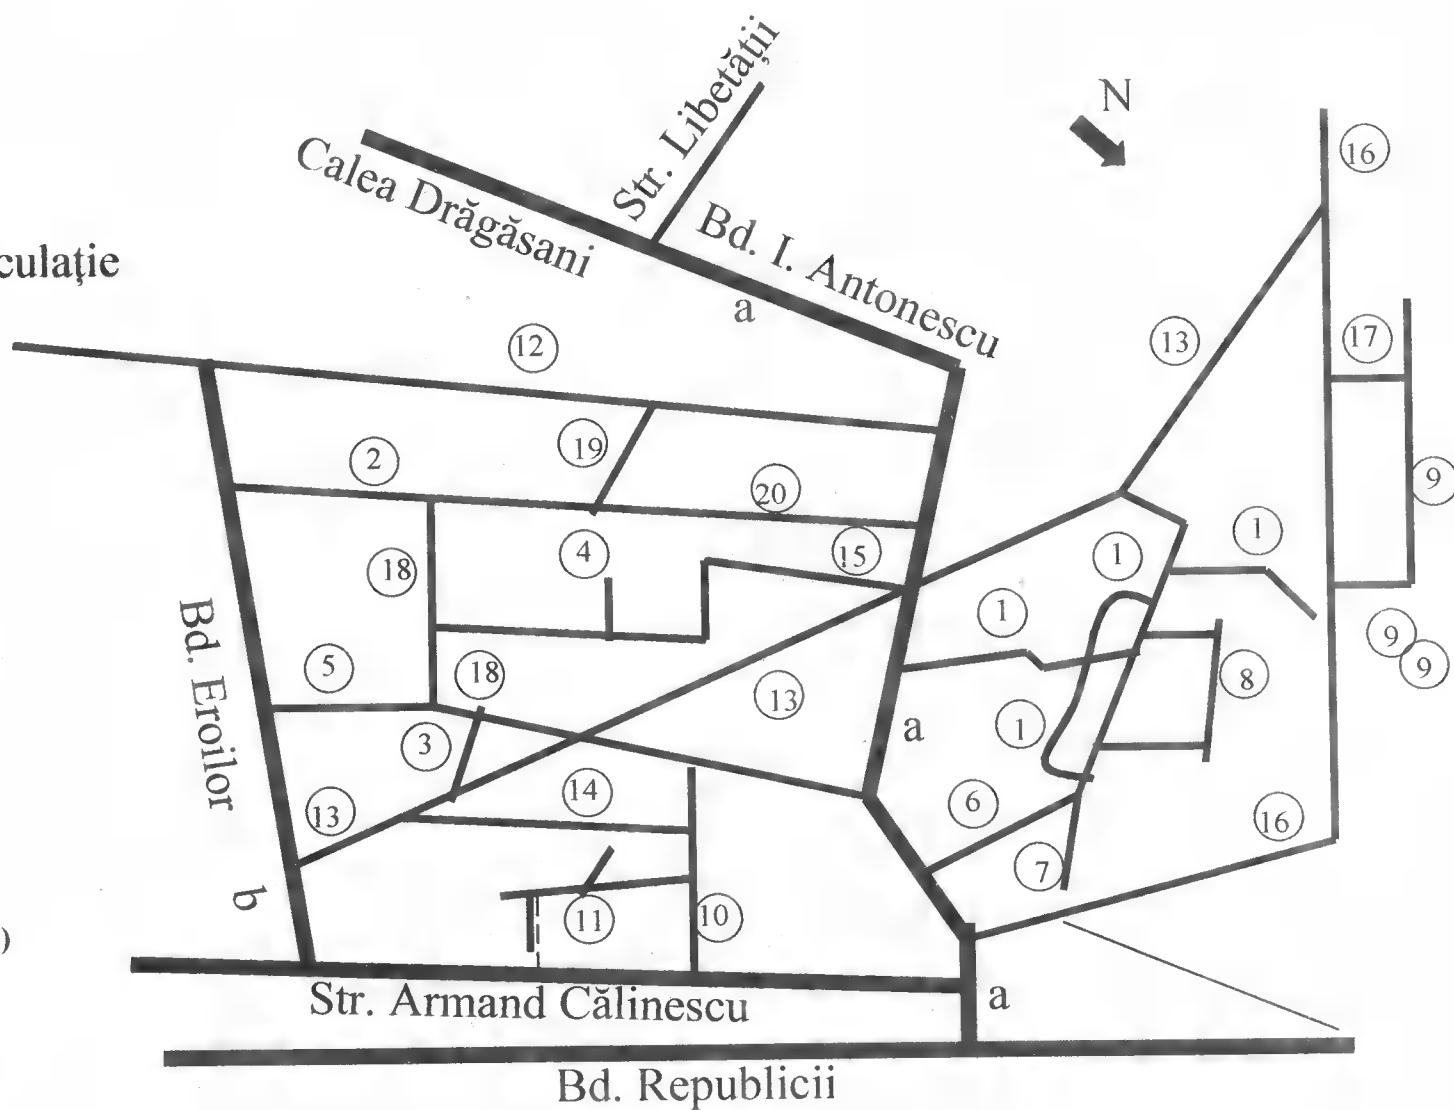 N
Str. Libetății
Calea Drăgăsani
Bd. I. Antonescu
a
culație
16
12
13
17
19
2
20
9
4
15
1
1
18
1
9
9
Bd. Eroilor
5
18
8
13
3
a
1
14
6
13
16
7
b
11
10
)
Str. Armand Călinescu
a
Bd. Republicii